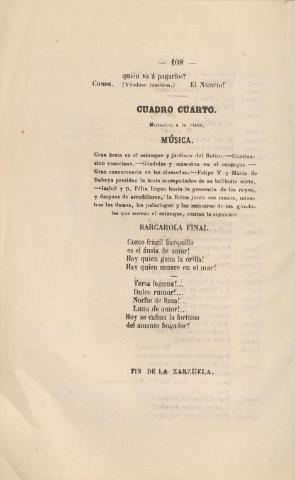 — 108 —
quién va á pagarlos?
CONDE. (Yéndose tambien.) El Nuncio!
CUADRO CUARTO.
Mutacion á la vista.
MÚSICA.
Gran fiesta en el estanque y jardines del Retiro.—Ilumina-
cion veneciana.—Góndolas y músicos en el estanque.—
Gran concurrencia en las alamedas.—Felipe V y María de
Saboya presiden la fiesta acompañados de su brillante córte.
—Isabel y D. Félix llegan hasta la presencia de los reyes,
y despues de arrodillarse, la Reina junta sus manos, mien-
tras las damas, los palaciegos y los músicos de las góndo-
las que surcan el estanque, cantan la siguiente
BARCAROLA FINAL.
Como frágil barquilla
es el ánsia de amar!
Hay quien gana la orilla!
Hay quien muere en el mar!
Tersa laguna!...
Dulce rumor!...
Noche de luna!...
Luna de amor!...
Hoy se calma la fortuna
del amante bogador?
FIN DE LA ZARZUELA.